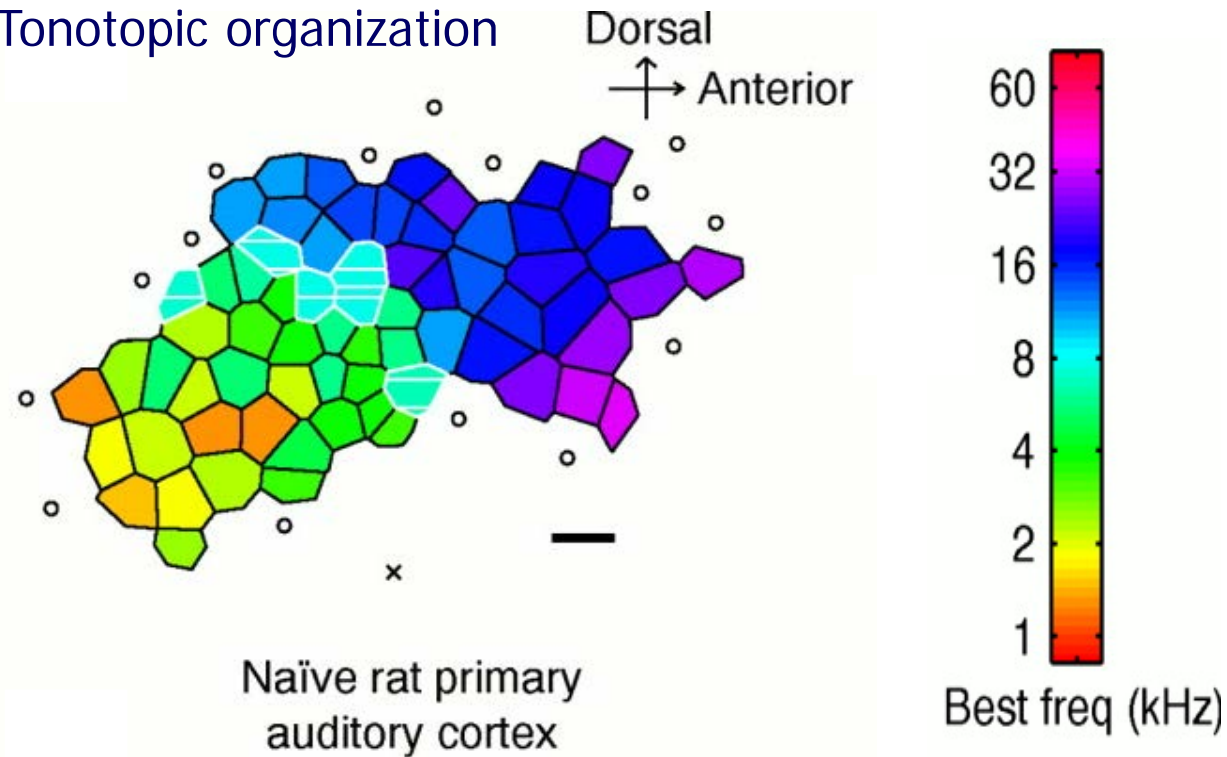 Tonotopic organization
Dorsal
Anterior
60
32
16
8
4
2
1
Best freq (kHz)
Naïve rat primary
auditory cortex